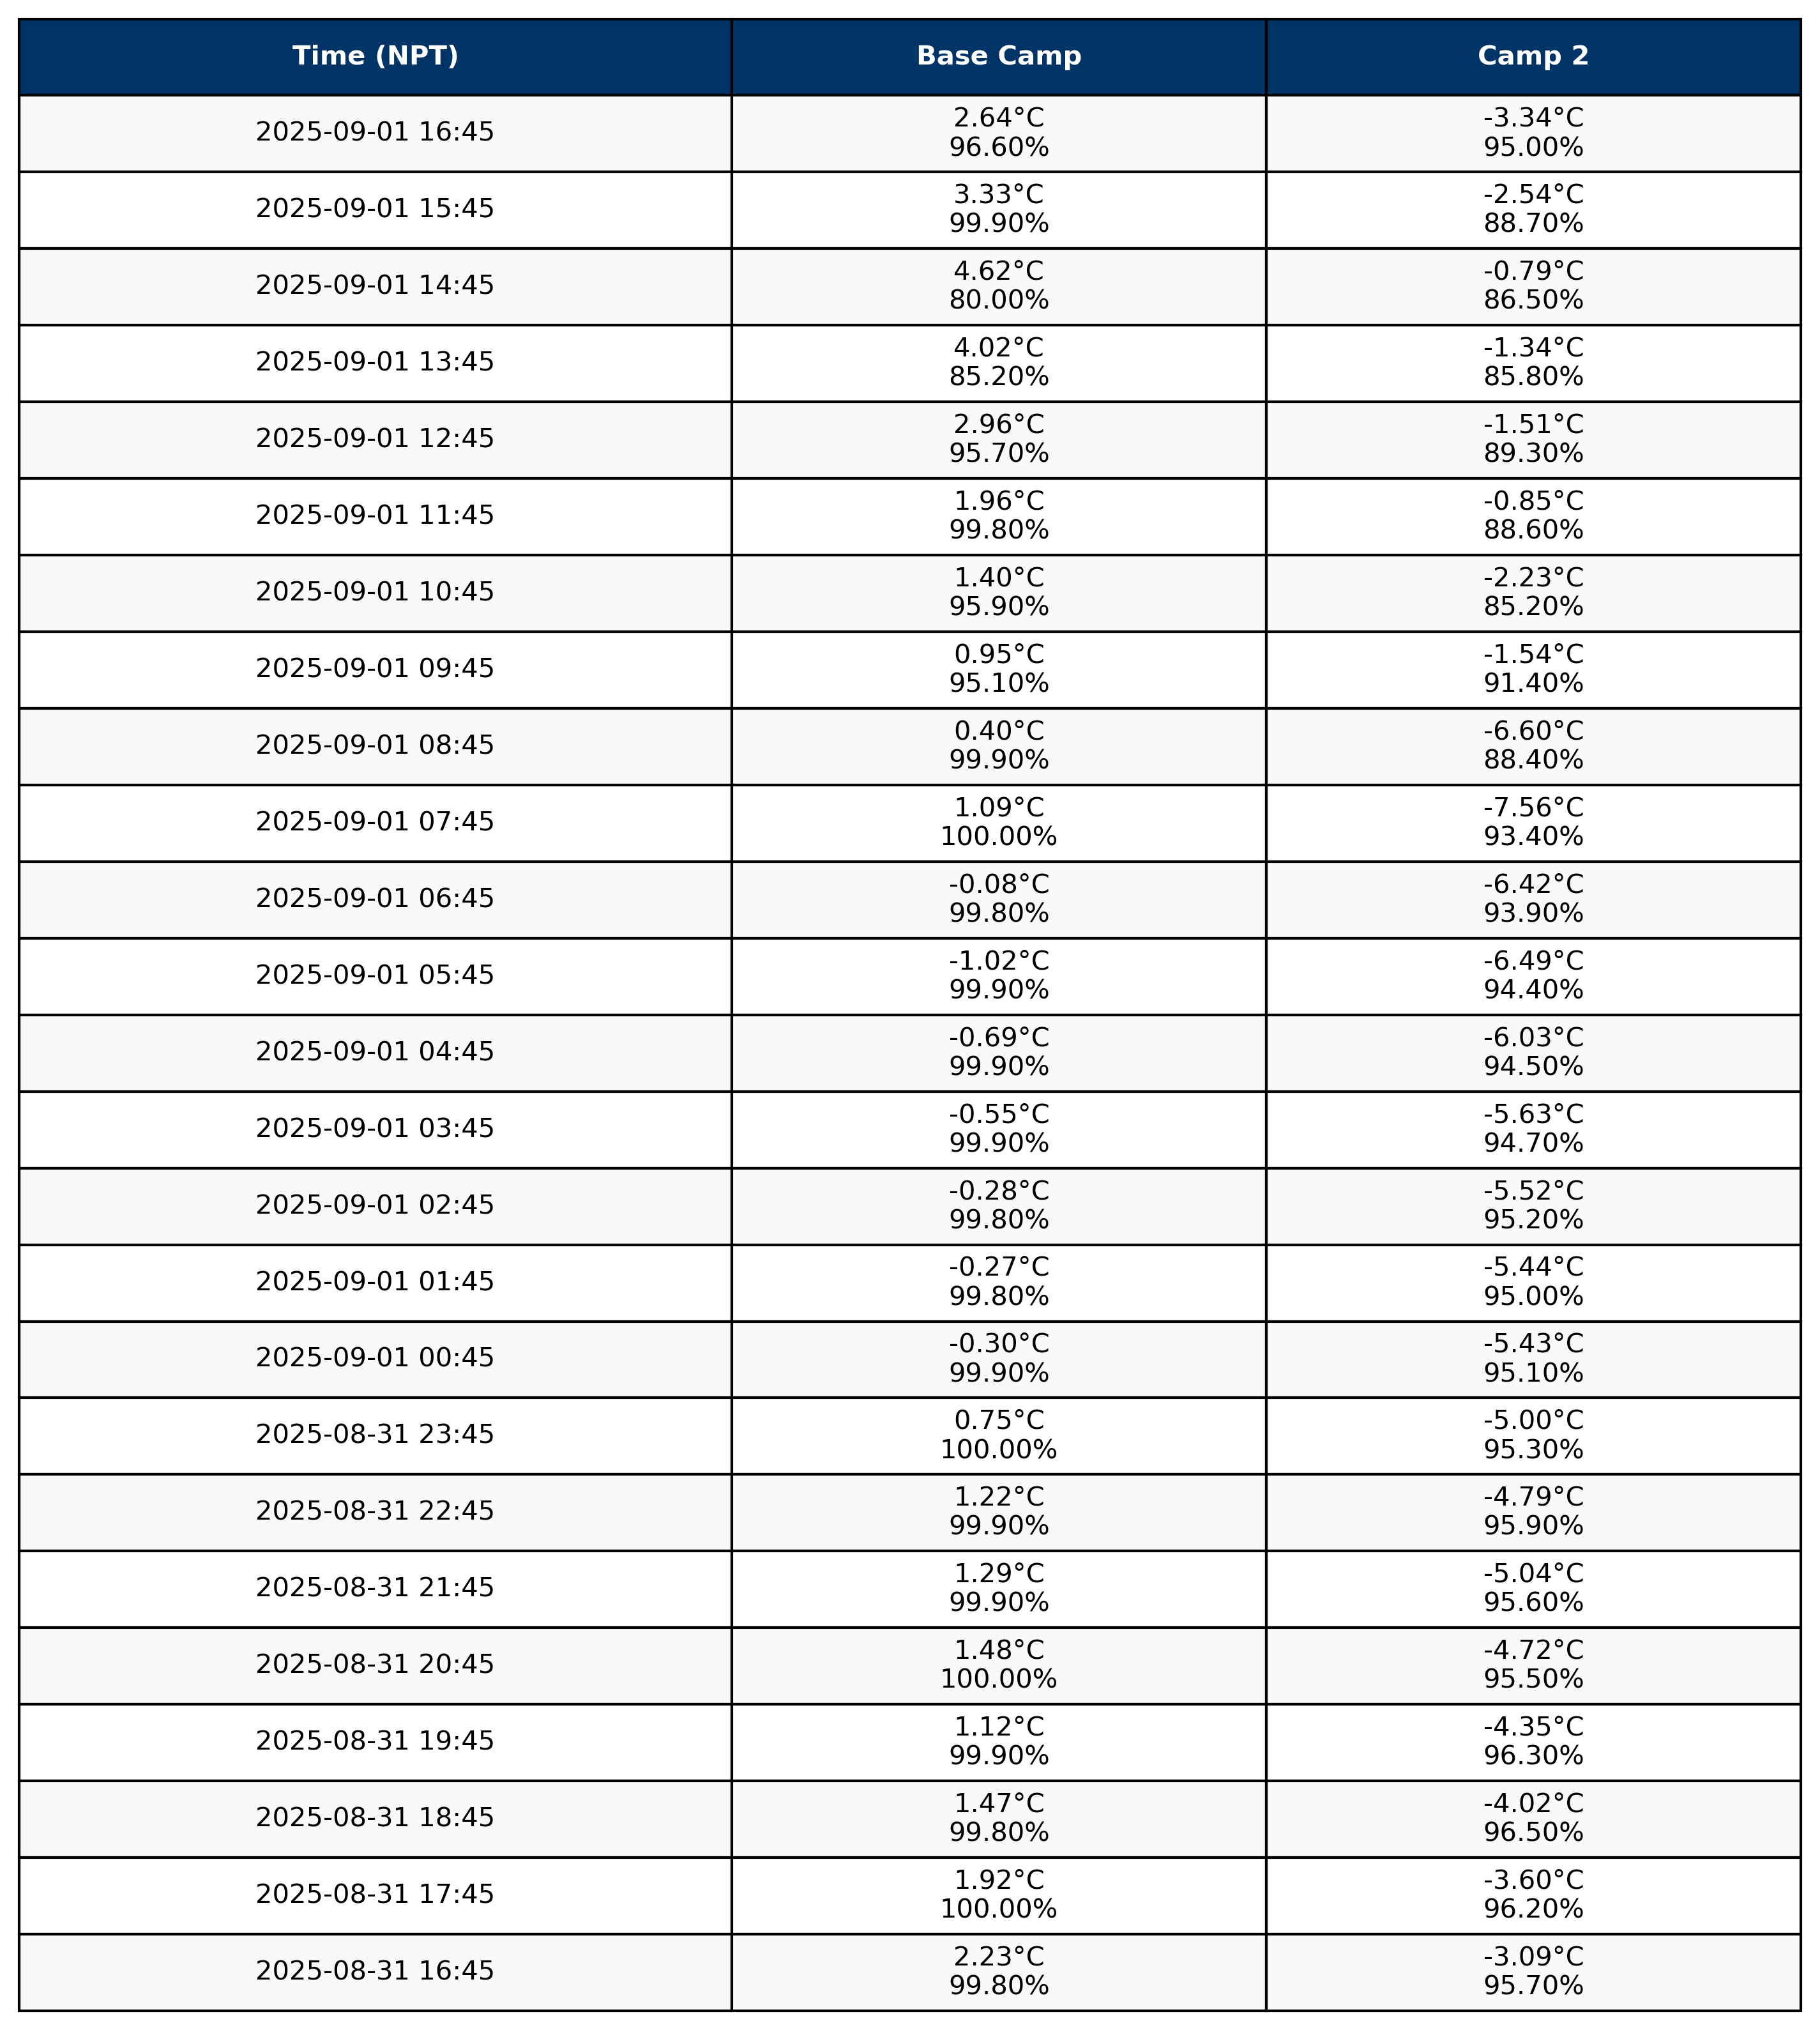 Time (NPT) Base Camp Camp 2
2025-09-01 16:45 2.64°C -3.34°C
96.60% 95.00%
2025-09-01 15:45 3.33°C -2.54°C
99.90% 88.70%
2025-09-01 14:45 4.62°C -0.79°C
80.00% 86.50%
2025-09-01 13:45 4.02°C -1.34°C
85.20% 85.80%
2025-09-01 12:45 2.96°C -1.51°C
95.70% 89.30%
2025-09-01 11:45 1.96°C -0.85°C
99.80% 88.60%
2025-09-01 10:45 1.40°C -2.23°C
95.90% 85.20%
2025-09-01 09:45 0.95°C -1.54°C
95.10% 91.40%
2025-09-01 08:45 0.40°C -6.60°C
99.90% 88.40%
2025-09-01 07:45 1.09°C -7.56°C
100.00% 93.40%
2025-09-01 06:45 -0.08°C -6.42°C
99.80% 93.90%
2025-09-01 05:45 -1.02°C -6.49°C
99.90% 94.40%
2025-09-01 04:45 -0.69°C -6.03°C
99.90% 94.50%
2025-09-01 03:45 -0.55°C -5.63°C
99.90% 94.70%
2025-09-01 02:45 -0.28°C -5.52°C
99.80% 95.20%
2025-09-01 01:45 -0.27°C -5.44°C
99.80% 95.00%
2025-09-01 00:45 -0.30°C -5.43°C
99.90% 95.10%
2025-08-31 23:45 0.75°C -5.00°C
100.00% 95.30%
2025-08-31 22:45 1.22°C -4.79°C
99.90% 95.90%
2025-08-31 21:45 1.29°C -5.04°C
99.90% 95.60%
2025-08-31 20:45 1.48°C -4.72°C
100.00% 95.50%
2025-08-31 19:45 1.12°C -4.35°C
99.90% 96.30%
2025-08-31 18:45 1.47°C -4.02°C
99.80% 96.50%
2025-08-31 17:45 1.92°C -3.60°C
100.00% 96.20%
2025-08-31 16:45 2.23°C -3.09°C
99.80% 95.70%